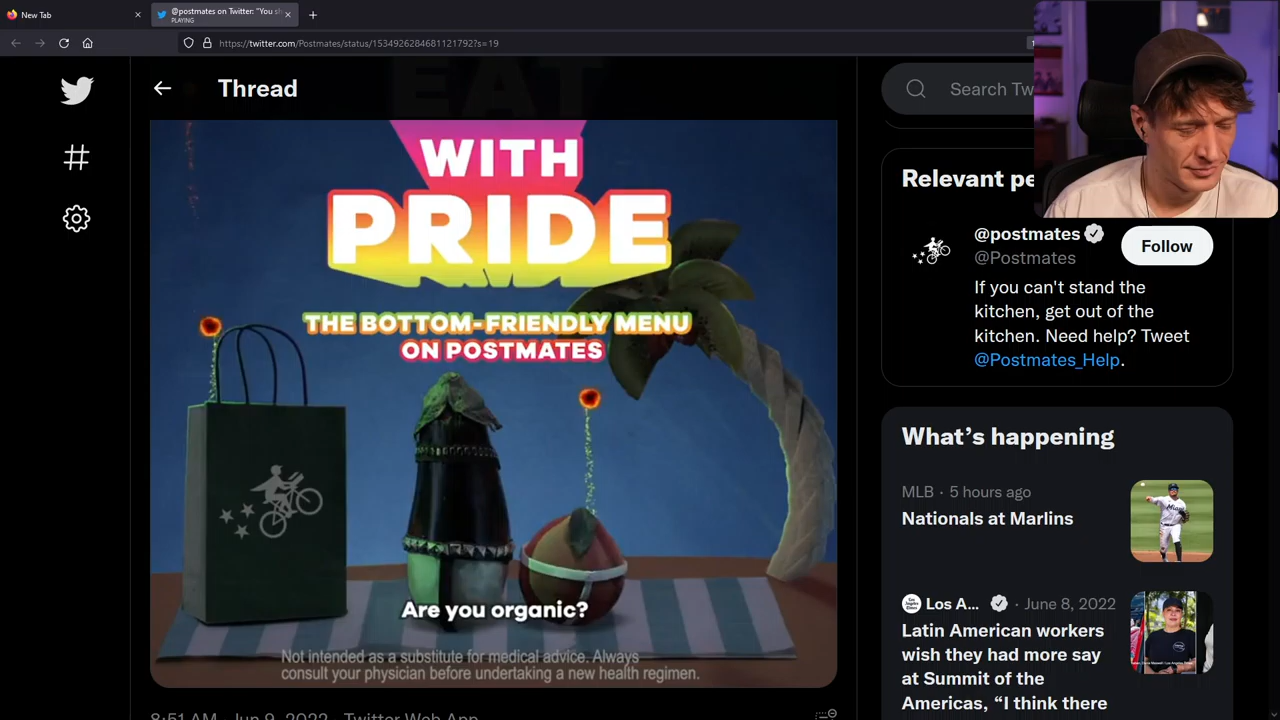 New Tab
@postmates on Twitter: "You sh
PLAYING
https://twitter.com/Postmates/status/1534926284681121792?s=19
Thread
Search Tw
EAT
WITH
PRIDE
THE BOTTOM-FRIENDLY MENU
ON POSTMATES
Are you organic?
Not intended as a substitute for medical advice. Always
consult your physician before undertaking a new health regimen.
8:51 AM · Jun 9, 2022 · Twitter Web App
Relevant pe
@postmates
@Postmates
Follow
If you can't stand the
kitchen, get out of the
kitchen. Need help? Tweet
@Postmates_Help.
What's happening
MLB · 5 hours ago
Nationals at Marlins
Los A... · June 8, 2022
Latin American workers
wish they had more say
at Summit of the
Americas, "I think there